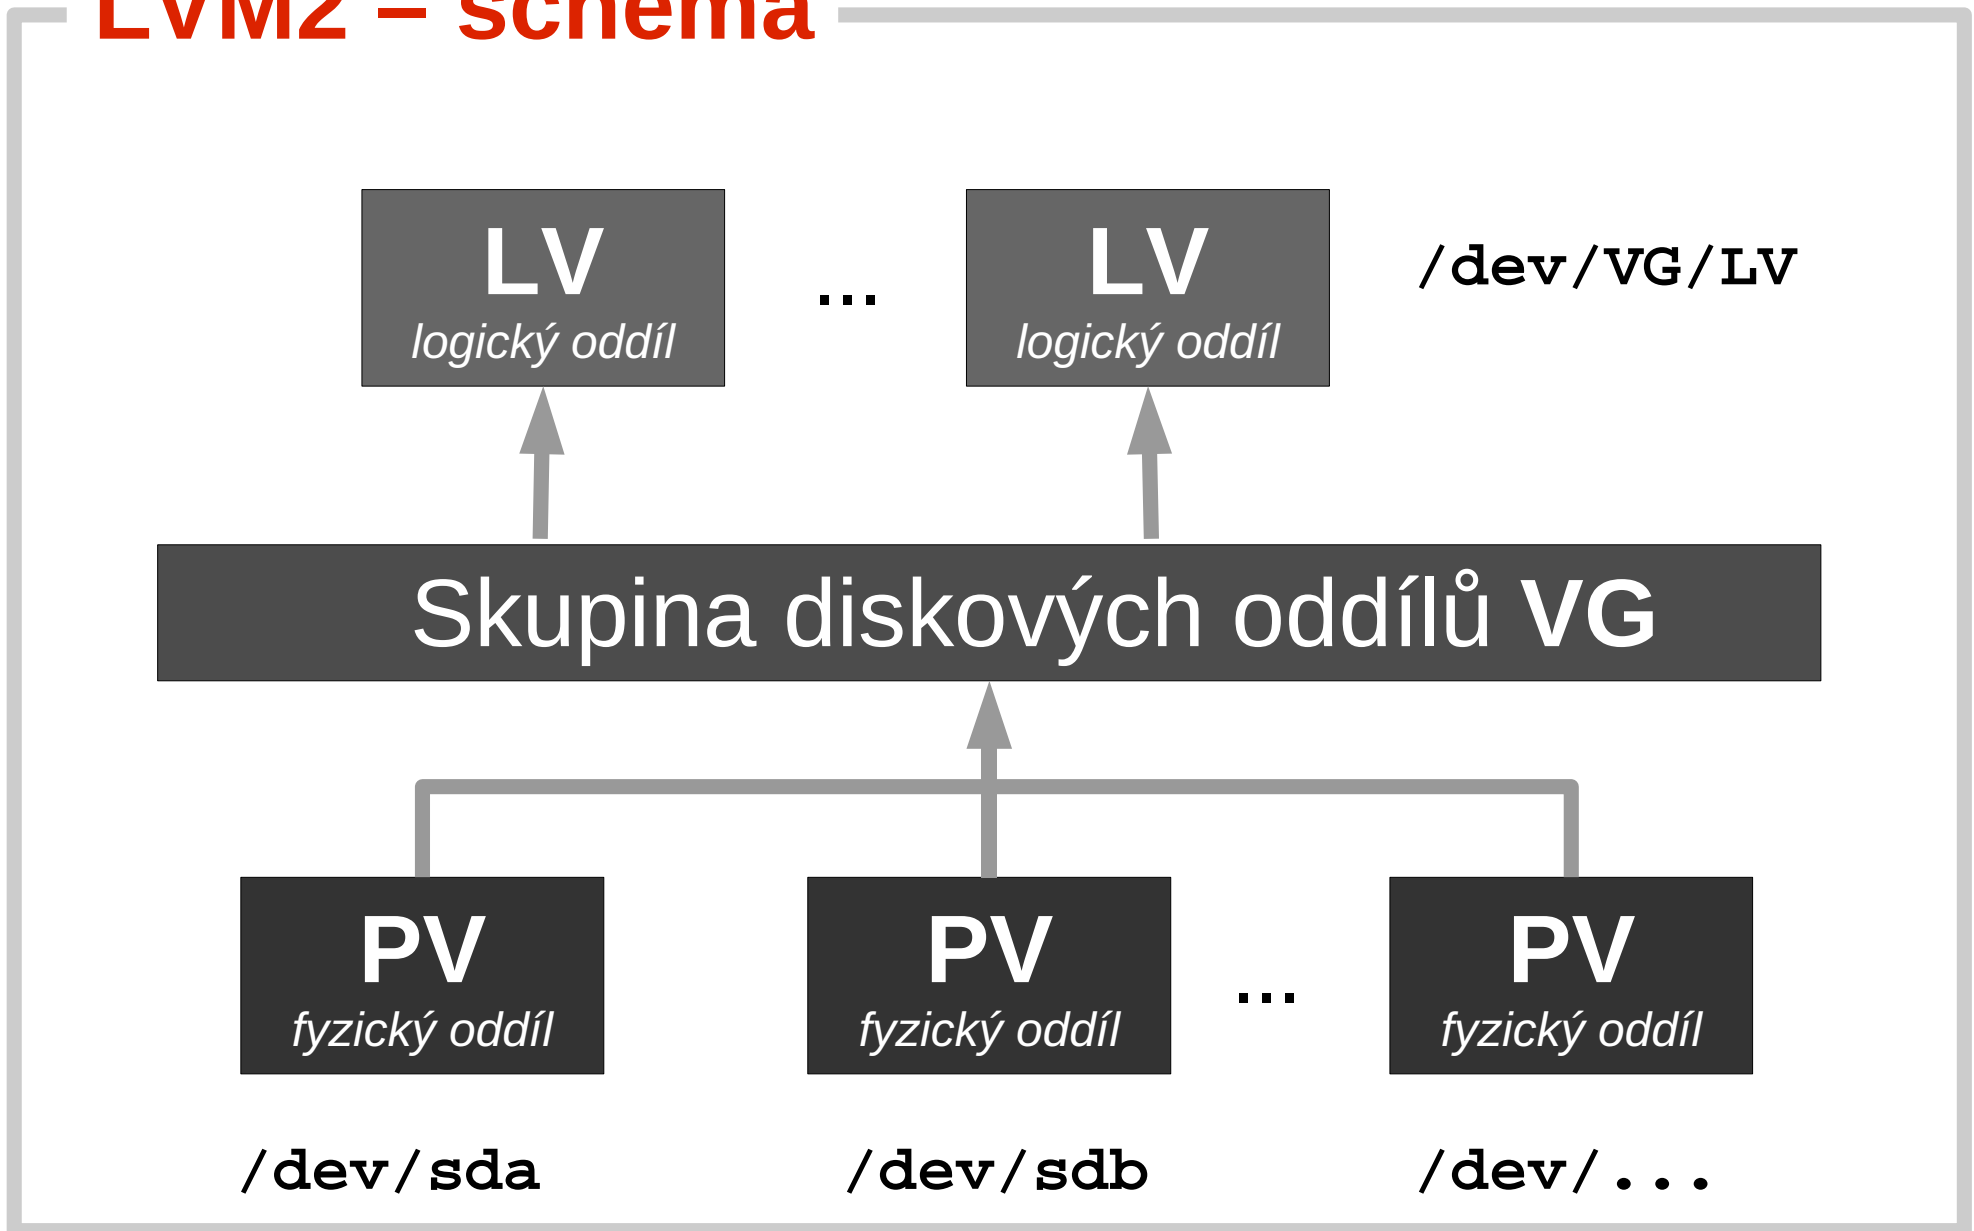 LVM2 – schéma
LV
logický oddíl
...
LV
logický oddíl
/dev/VG/LV
Skupina diskových oddílů VG
PV
fyzický oddíl
PV
fyzický oddíl
...
PV
fyzický oddíl
/dev/sda
/dev/sdb
/dev/...